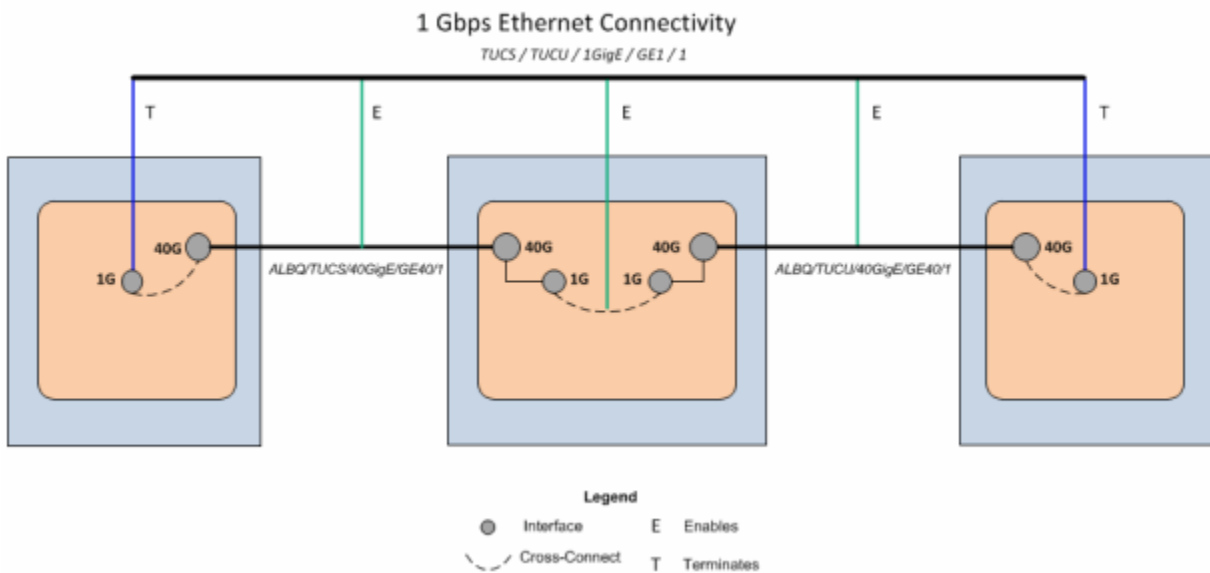 1 Gbps Ethernet Connectivity
TUCS / TUCU / 1GigE / GE1 / 1
T
E
E
E
T
40G
1G
ALBQ/TUCS/40GigE/GE40/1
40G
1G
1G
40G
ALBQ/TUCU/40GigE/GE40/1
40G
1G
Legend
Interface
E Enables
Cross-Connect
T Terminates